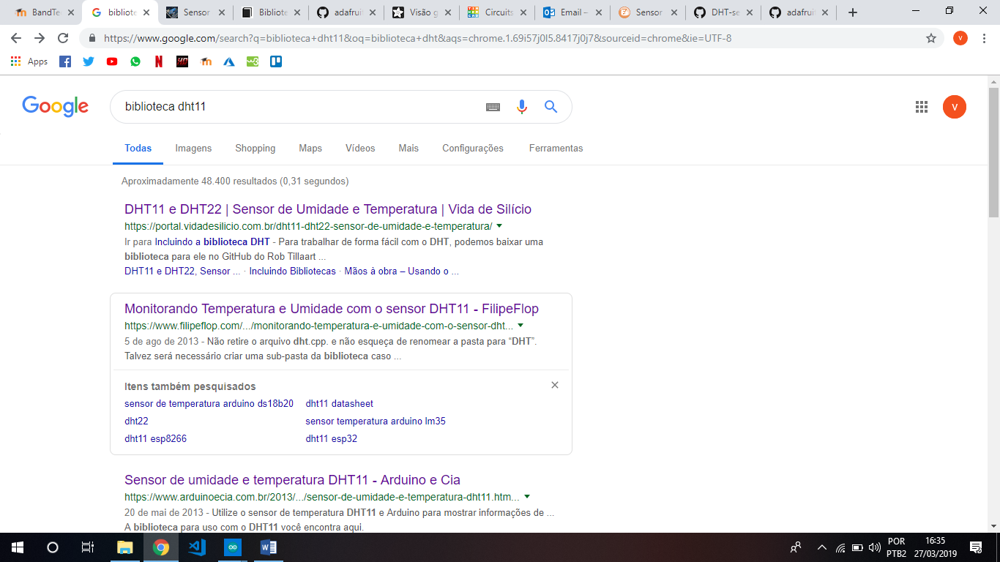 BandTe
bibliote
Sensor
Bibliote
adafruit
Visão g
Circuits
Email –
Sensor
DHT-se
adafruit
https://www.google.com/search?q=biblioteca+dht11&oq=biblioteca+dht&aqs=chrome.1.69i57j0l5.8417j0j7&sourceid=chrome&ie=UTF-8
V
Apps
Google
biblioteca dht11
V
Todas Imagens Shopping Maps Vídeos Mais Configurações Ferramentas
Aproximadamente 48.400 resultados (0,31 segundos)
DHT11 e DHT22 | Sensor de Umidade e Temperatura | Vida de Silício
https://portal.vidadesilicio.com.br/dht11-dht22-sensor-de-umidade-e-temperatura/
Ir para Incluindo a biblioteca DHT - Para trabalhar de forma fácil com o DHT, podemos baixar uma
biblioteca para ele no GitHub do Rob Tillaart ...
DHT11 e DHT22, Sensor ... · Incluindo Bibliotecas · Mãos à obra – Usando o ...
Monitorando Temperatura e Umidade com o sensor DHT11 - FilipeFlop
https://www.filipeflop.com/.../monitorando-temperatura-e-umidade-com-o-sensor-dht...
5 de ago de 2013 - Não retire o arquivo dht.cpp. e não esqueça de renomear a pasta para “DHT”.
Talvez será necessário criar uma sub-pasta da biblioteca caso ...
Itens também pesquisados
sensor de temperatura arduino ds18b20 dht11 datasheet
dht22 sensor temperatura arduino lm35
dht11 esp8266 dht11 esp32
Sensor de umidade e temperatura DHT11 - Arduino e Cia
https://www.arduinoecia.com.br/2013/.../sensor-de-umidade-e-temperatura-dht11.htm...
20 de mai de 2013 - Utilize o sensor de temperatura DHT11 e Arduino para mostrar informações de ...
A biblioteca para uso com o DHT11 você encontra aqui.
POR
PTB2
16:35
27/03/2019